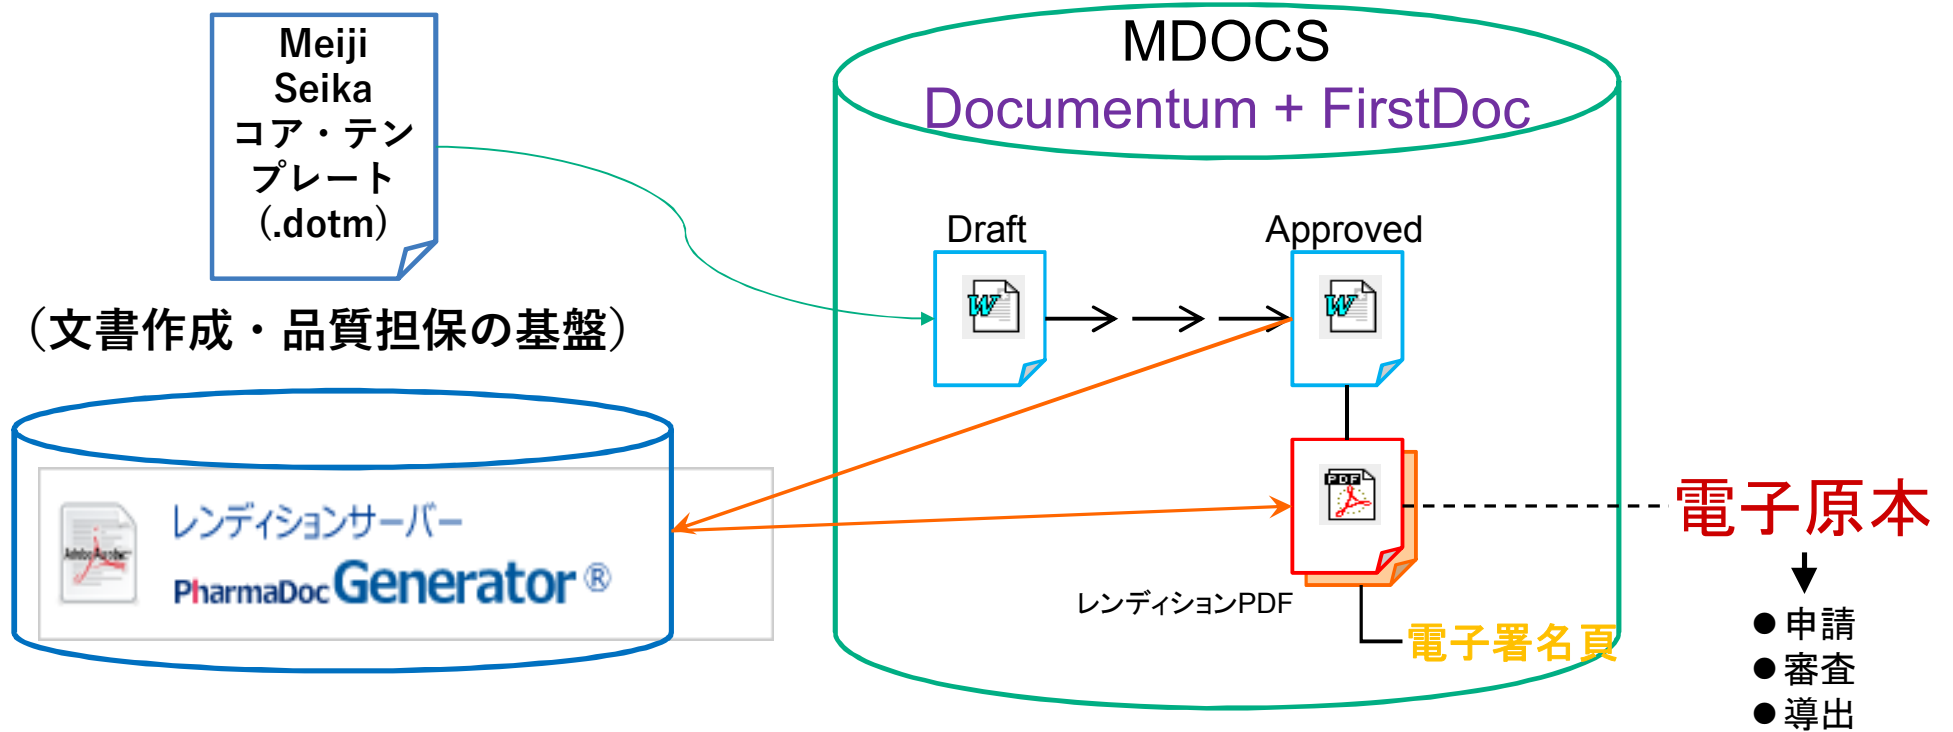 Meiji
Seika
コア・テン
プレート
（.dotm）
（文書作成・品質担保の基盤）
レンディションサーバー
PharmaDoc Generator®
MDOCS
Documentum + FirstDoc
Draft
Approved
レンディションPDF
電子署名頁
電子原本
●申請
●審査
●導出
W
W
PDF
Adobe Acrobat